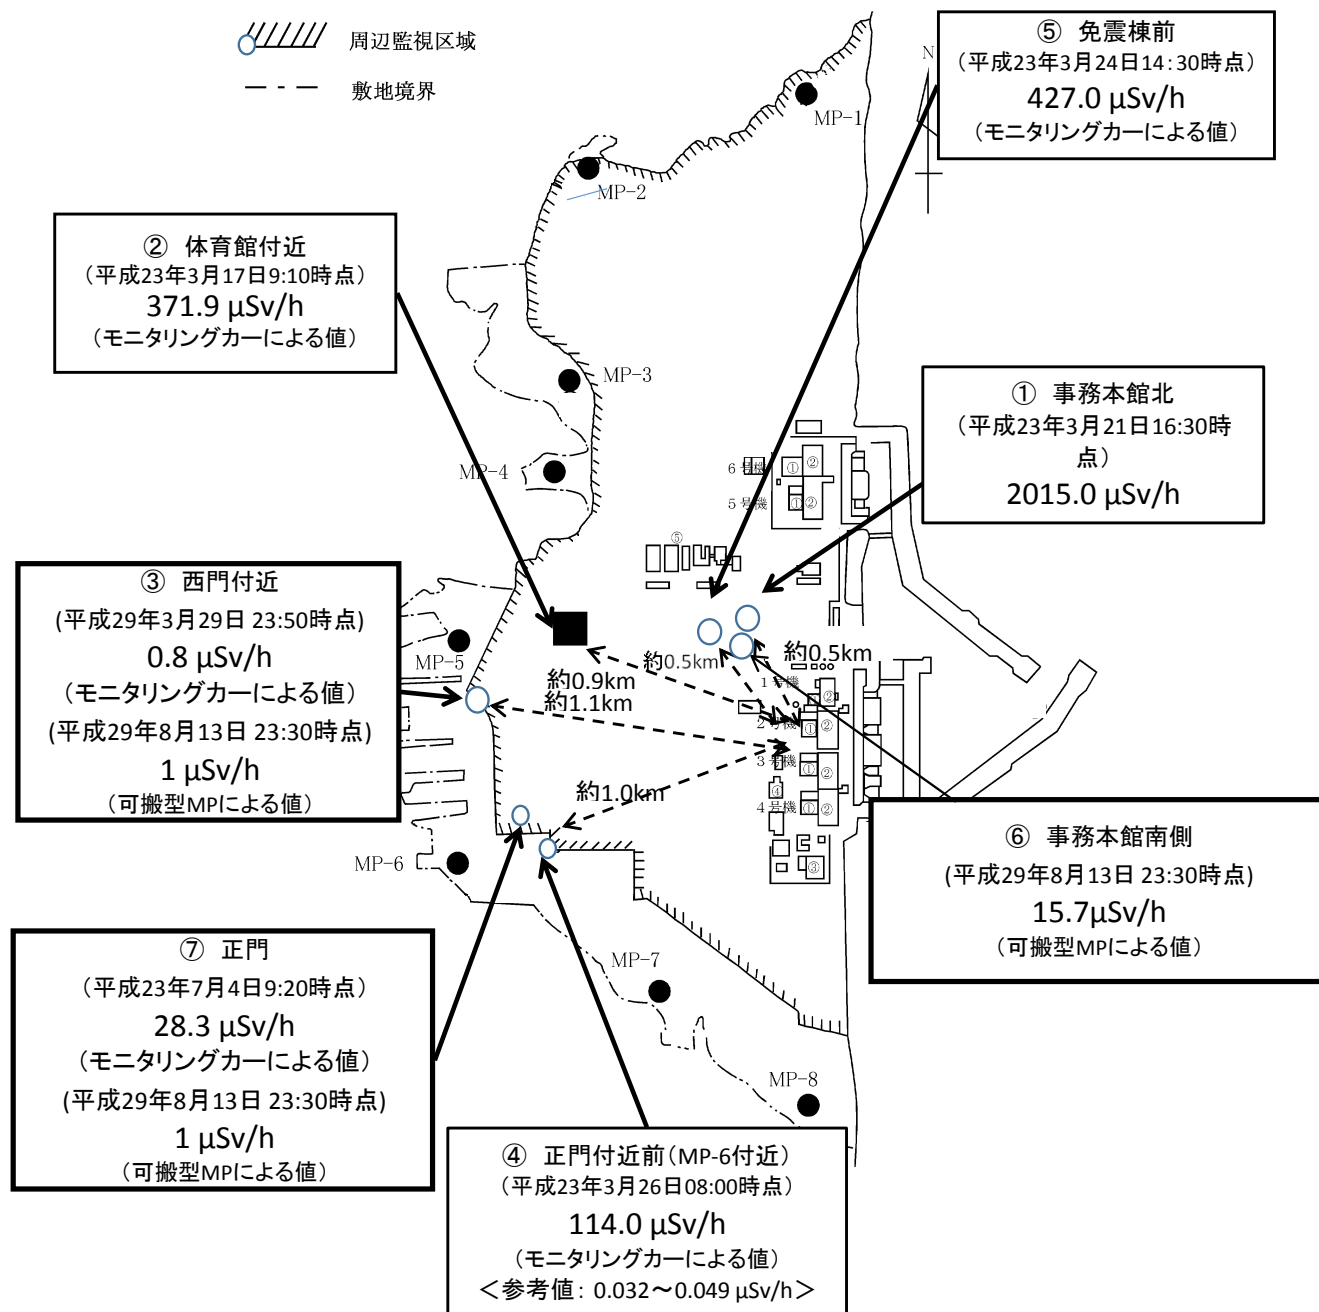 周辺監視区域
敷地境界
⑤ 免震棟前
（平成23年3月24日14:30時点）
427.0 μSv/h
（モニタリングカーによる値）
N
MP-1
MP-2
② 体育館付近
（平成23年3月17日9:10時点）
371.9 μSv/h
（モニタリングカーによる値）
MP-3
① 事務本館北
（平成23年3月21日16:30時
点）
2015.0 μSv/h
MP-4
6号機
①
②
5号機
①
②
⑤
③ 西門付近
(平成29年3月29日 23:50時点)
0.8 μSv/h
（モニタリングカーによる値）
(平成29年8月13日 23:30時点)
1 μSv/h
（可搬型MPによる値）
MP-5
約0.5km
約0.5km
約0.9km
約1.1km
1号機
②
2号機
①
②
3号機
①
②
④
4号機
①
②
③
約1.0km
MP-6
⑥ 事務本館南側
(平成29年8月13日 23:30時点)
15.7μSv/h
（可搬型MPによる値）
⑦ 正門
（平成23年7月4日9:20時点）
28.3 μSv/h
（モニタリングカーによる値）
(平成29年8月13日 23:30時点)
1 μSv/h
（可搬型MPによる値）
MP-7
MP-8
④ 正門付近前（MP-6付近）
（平成23年3月26日08:00時点）
114.0 μSv/h
（モニタリングカーによる値）
＜参考値： 0.032～0.049 μSv/h＞